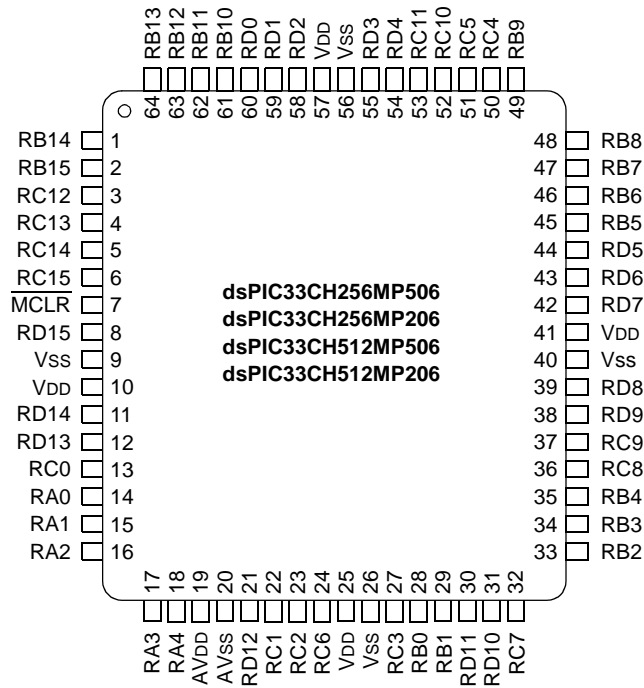 RB13 RB12 RB11 RB10 RD0 RD1 RD2 VDD VSS RD3 RD4 RC11 RC10 RC5 RC4 RB9
64 63 62 61 60 59 58 57 56 55 54 53 52 51 50 49
RB14 1
RB15 2
RC12 3
RC13 4
RC14 5
RC15 6
MCLR 7
RD15 8
VSS 9
VDD 10
RD14 11
RD13 12
RC0 13
RA0 14
RA1 15
RA2 16
dsPIC33CH256MP506
dsPIC33CH256MP206
dsPIC33CH512MP506
dsPIC33CH512MP206
48 RB8
47 RB7
46 RB6
45 RB5
44 RD5
43 RD6
42 RD7
41 VDD
40 Vss
39 RD8
38 RD9
37 RC9
36 RC8
35 RB4
34 RB3
33 RB2
17 18 19 20 21 22 23 24 25 26 27 28 29 30 31 32
RA3 RA4 AVDD AVSS RD12 RC1 RC2 RC6 VDD VSS RC3 RB0 RB1 RD11 RD10 RC7